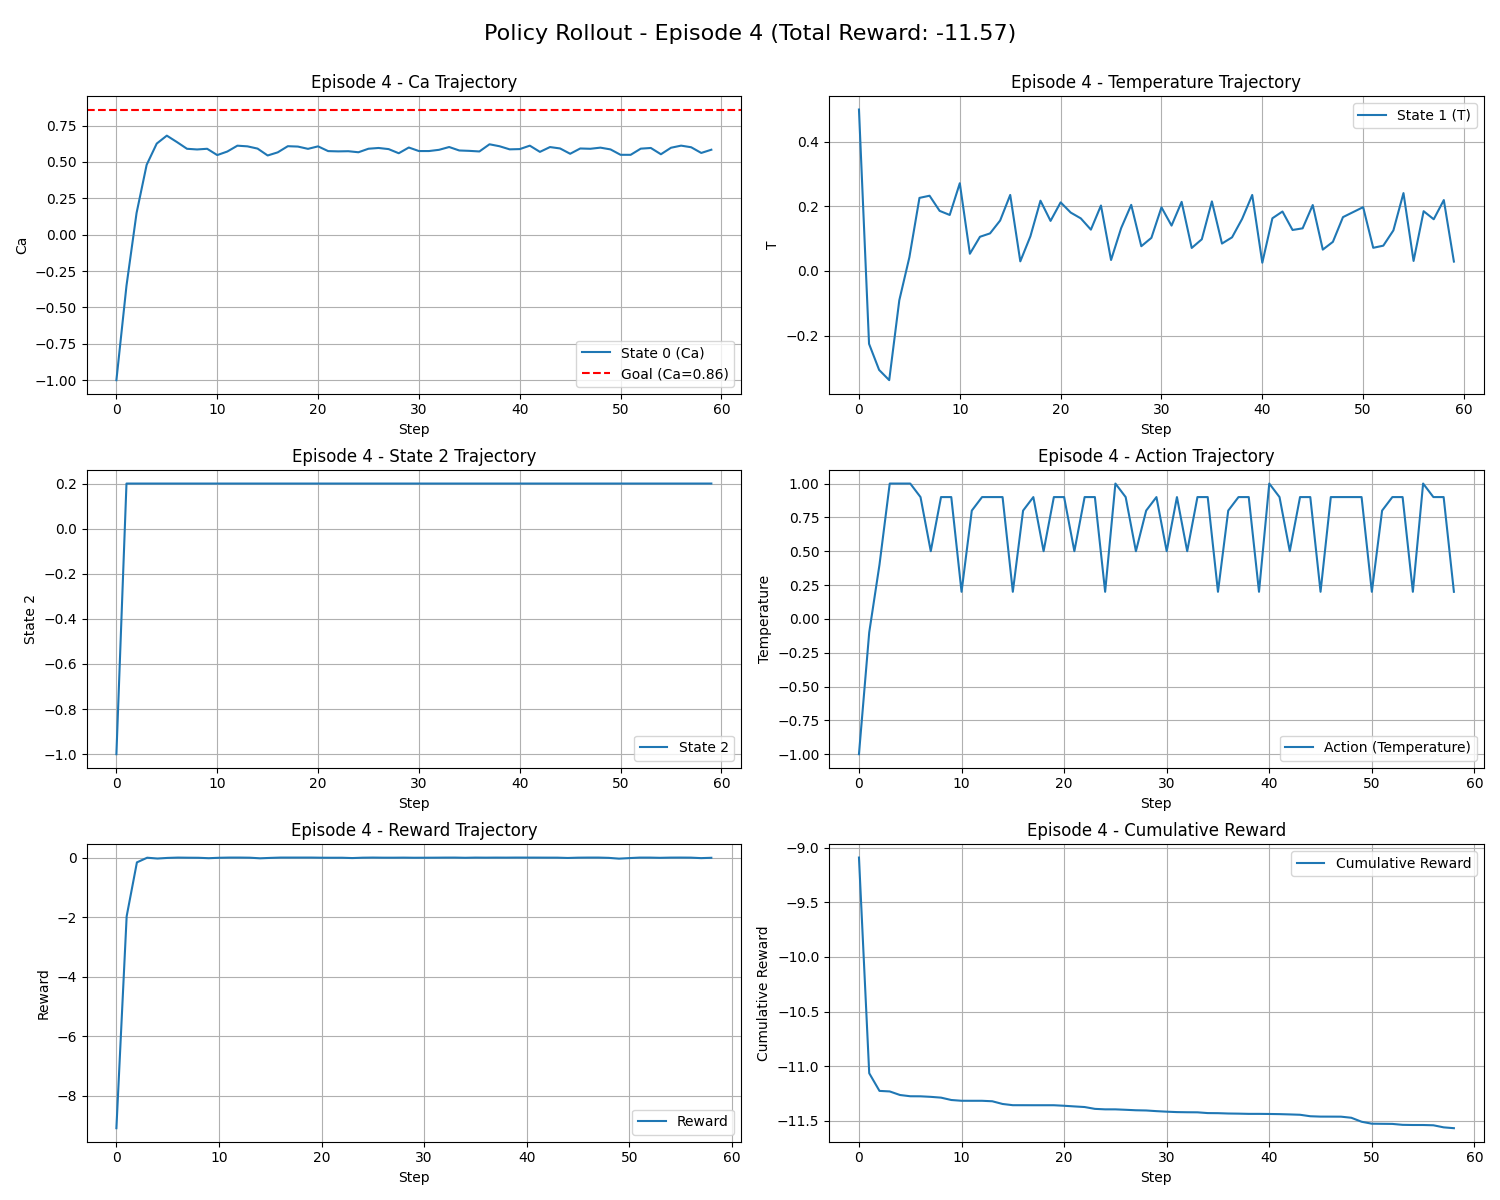 Policy Rollout - Episode 4 (Total Reward: -11.57)
Episode 4 - Ca Trajectory
Ca
0.75
0.50
0.25
0.00
−0.25
−0.50
−0.75
−1.00
0 10 20 30 40 50 60
Step
State 0 (Ca)
Goal (Ca=0.86)
Episode 4 - Temperature Trajectory
T
0.4
0.2
0.0
−0.2
0 10 20 30 40 50 60
Step
State 1 (T)
Episode 4 - State 2 Trajectory
State 2
0.2
0.0
−0.2
−0.4
−0.6
−0.8
−1.0
0 10 20 30 40 50 60
Step
State 2
Episode 4 - Action Trajectory
Temperature
1.00
0.75
0.50
0.25
0.00
−0.25
−0.50
−0.75
−1.00
0 10 20 30 40 50 60
Step
Action (Temperature)
Episode 4 - Reward Trajectory
Reward
0
−2
−4
−6
−8
0 10 20 30 40 50 60
Step
Reward
Episode 4 - Cumulative Reward
Cumulative Reward
−9.0
−9.5
−10.0
−10.5
−11.0
−11.5
0 10 20 30 40 50 60
Step
Cumulative Reward